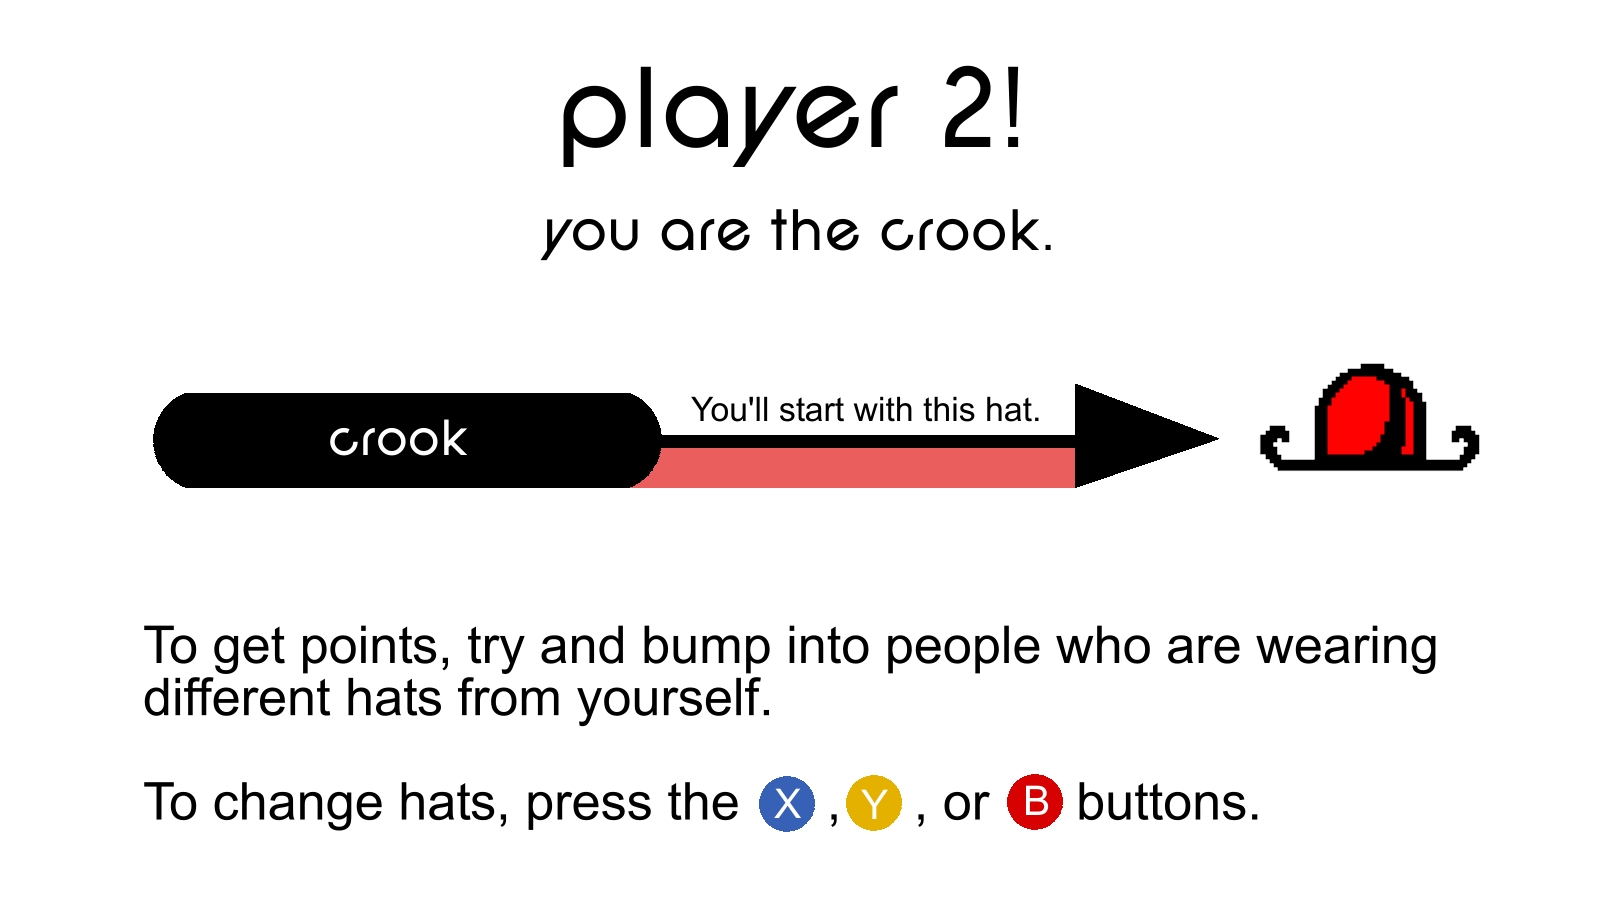 player 2!
you are the crook.
You'll start with this hat.
crook
To get points, try and bump into people who are wearing
different hats from yourself.
To change hats, press the X , Y , or B buttons.